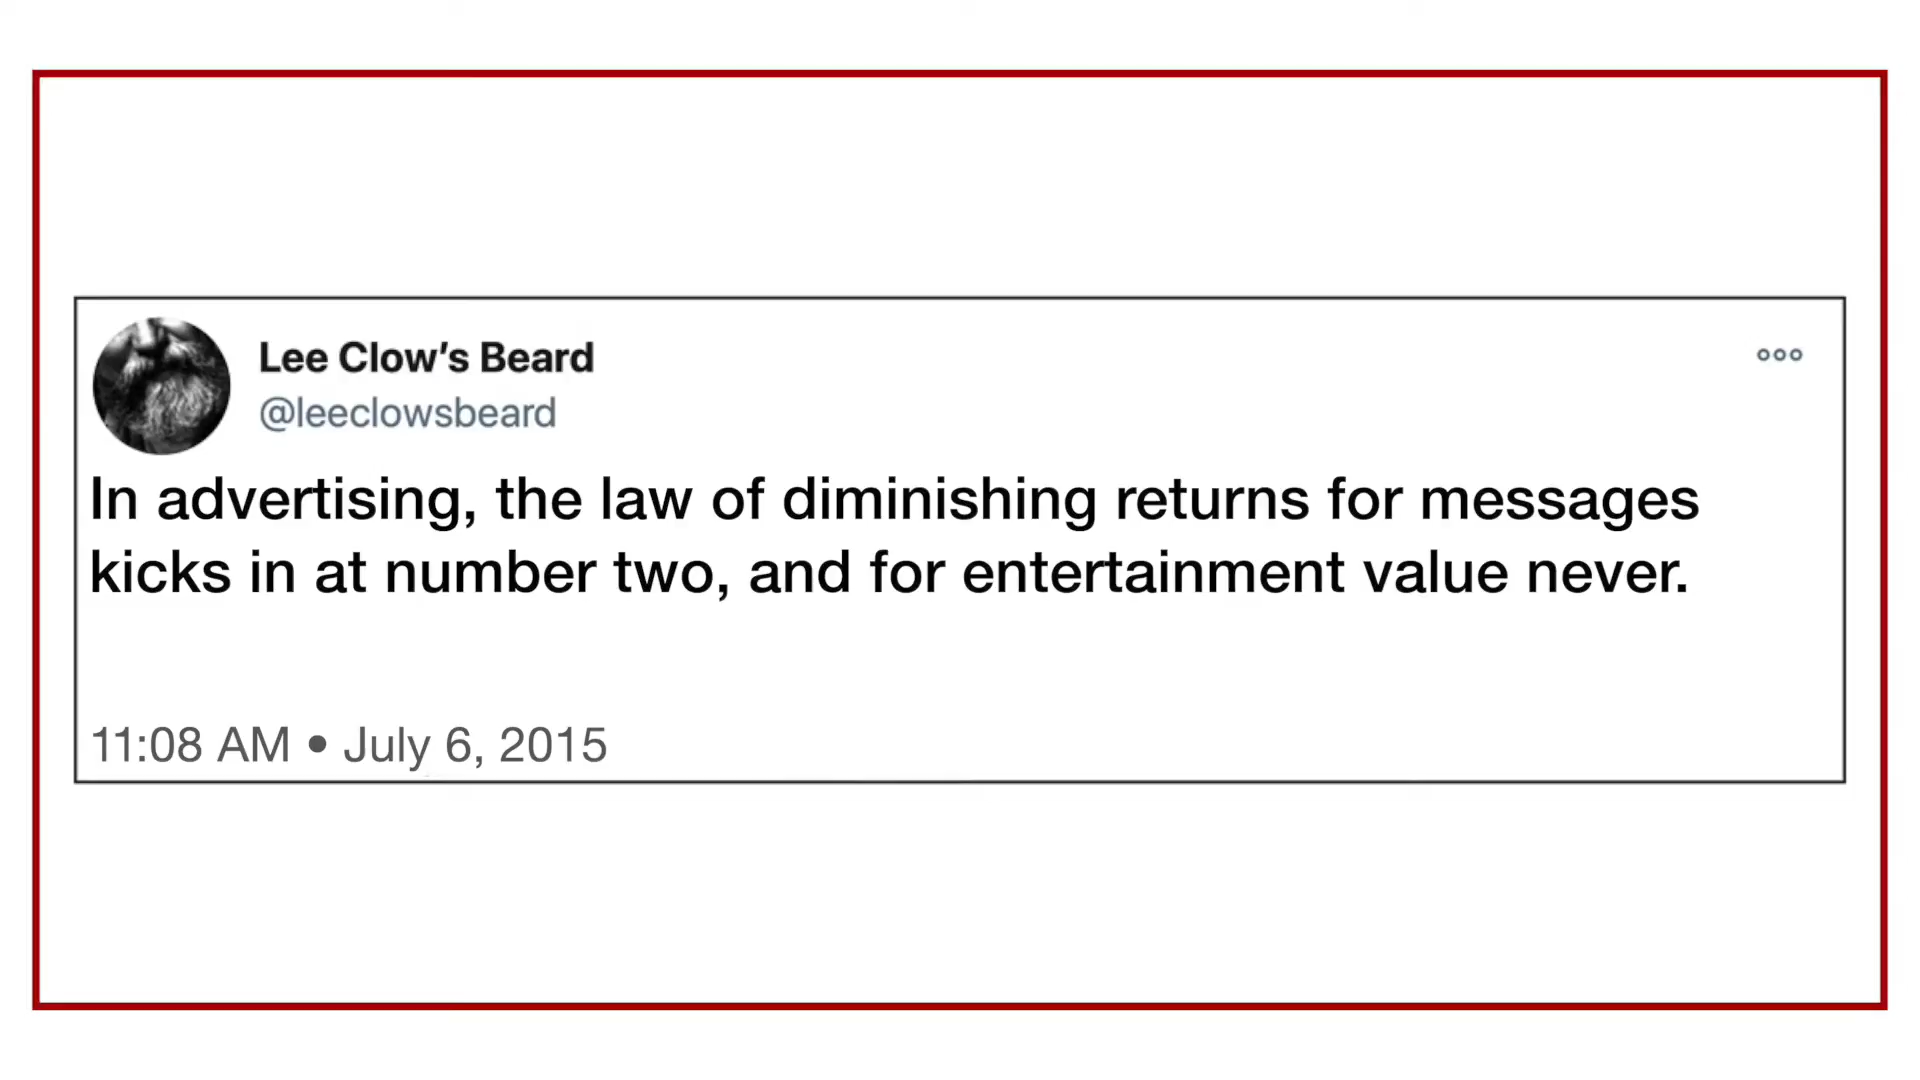 Lee Clow's Beard
@leeclowsbeard
In advertising, the law of diminishing returns for messages
kicks in at number two, and for entertainment value never.
11:08 AM • July 6, 2015